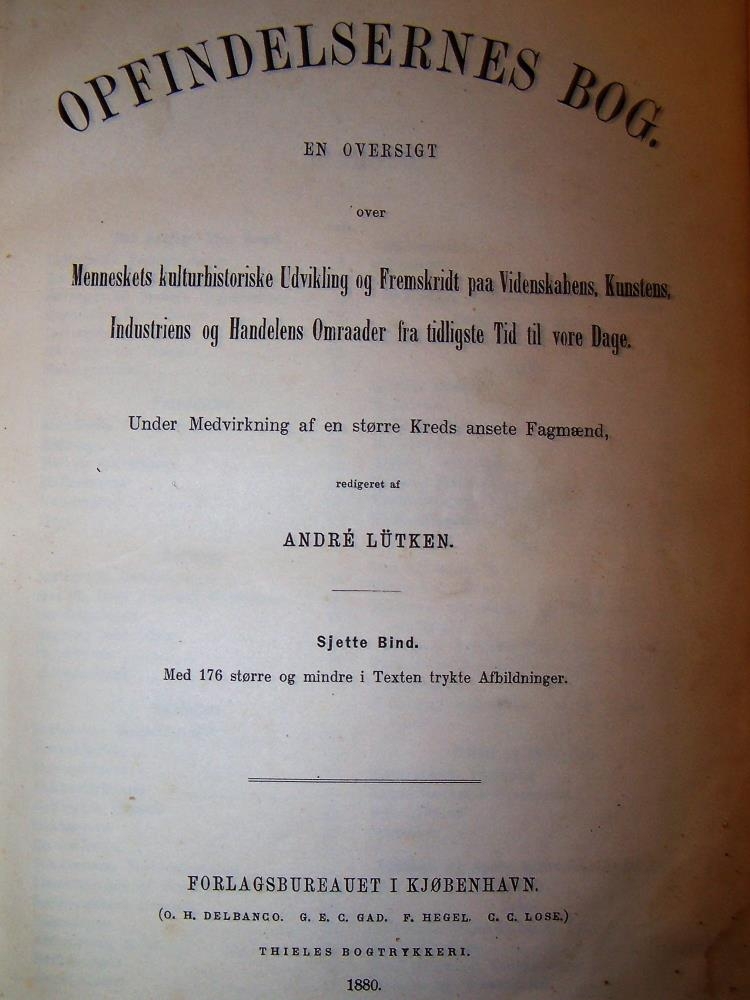 OPFINDELSERNES BOG.
EN OVERSIGT
over
Menneskets kulturhistoriske Udvikling og Fremskridt paa Videnskabens, Kunstens,
Industriens og Handelens Omraader fra tidligste Tid til vore Dage.
Under Medvirkning af en større Kreds ansete Fagmænd,
redigeret af
ANDRÉ LÜTKEN.
Sjette Bind.
Med 176 større og mindre i Texten trykte Afbildninger.
FORLAGSBUREAUET I KJØBENHAVN.
(O. H. DELBANCO. G. E. C. GAD. F. HEGEL. C. C. LOSE.)
THIELES BOGTRYKKERI.
1880.